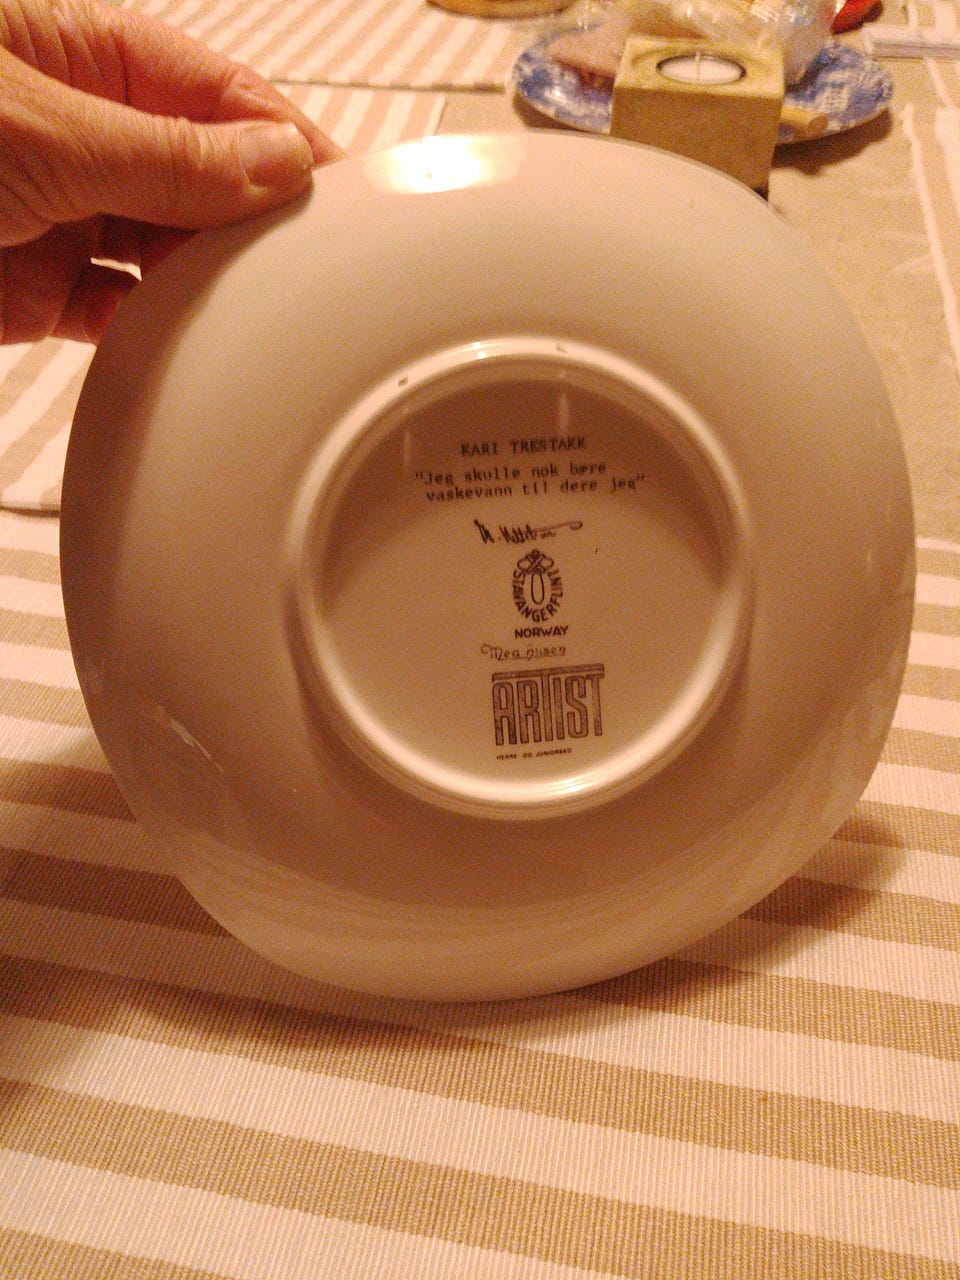 KARI TRESTAKK
"Jeg skulle nok bære
vaskevann til dere jeg"
STAVANGERFLINT
NORWAY
ARTIST
HERRE- OG JUNIORSKO